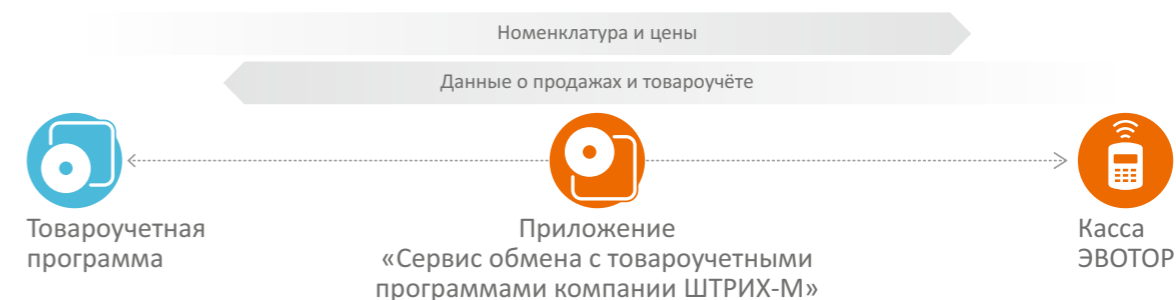 Номенклатура и цены
Данные о продажах и товароучёте
Товароучетная
программа
Приложение
«Сервис обмена с товароучетными
программами компании ШТРИХ-М»
Касса
ЭВОТОР